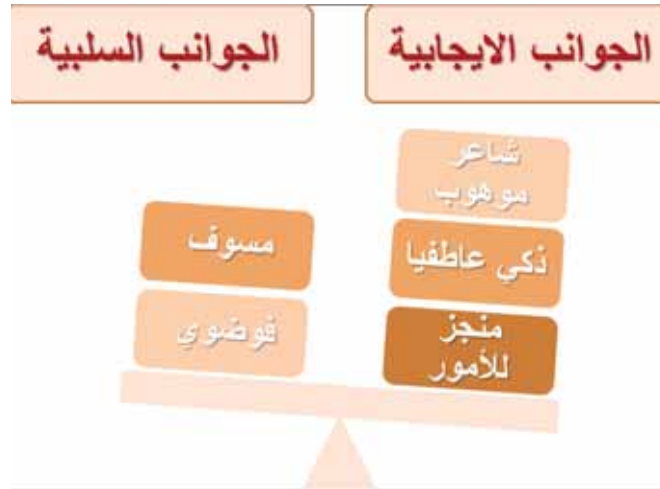 الجوانب الايجابية
الجوانب السلبية
شاعر
موهوب
ذكي عاطفيا
منجز
للأمور
مسوف
فوضوي